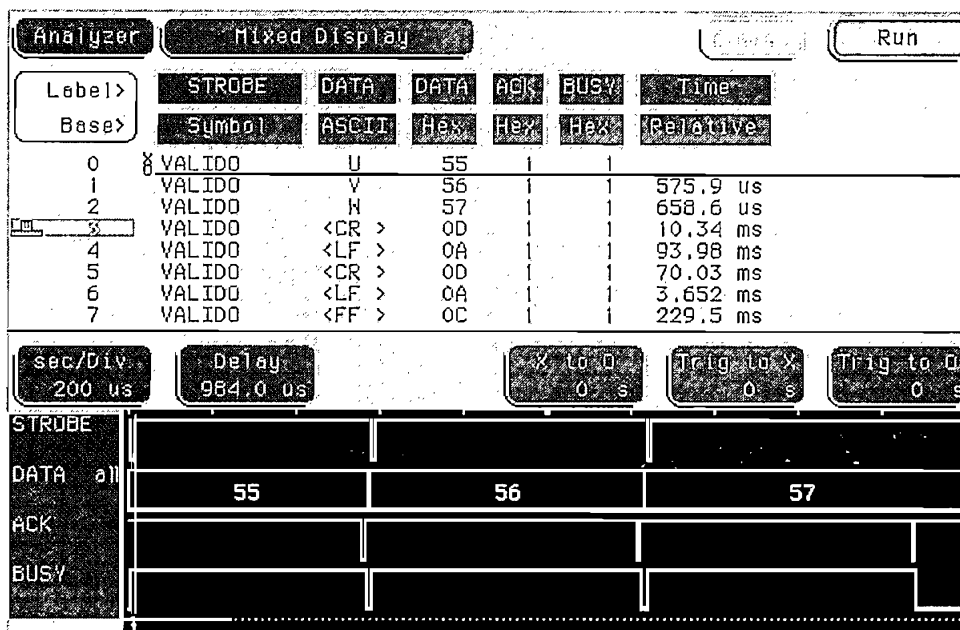 Analyzer Mixed Display Run
Label> STROBE DATA DATA ACK BUSY Time
Base> Symbol ASCII Hex Hex Hex Relative
0 VALIDO U 55 1 1
1 VALIDO V 56 1 1 575.9 us
2 VALIDO W 57 1 1 658.6 us
3 VALIDO <CR > 0D 1 1 10.34 ms
4 VALIDO <LF > 0A 1 1 93.98 ms
5 VALIDO <CR > 0D 1 1 70.03 ms
6 VALIDO <LF > 0A 1 1 3.652 ms
7 VALIDO <FF > 0C 1 1 229.5 ms
sec/Div Delay X to O Trig to X Trig to O
200 us 984.0 us 0 s 0 s 0 s
STROBE
DATA all 55 56 57
ACK
BUSY